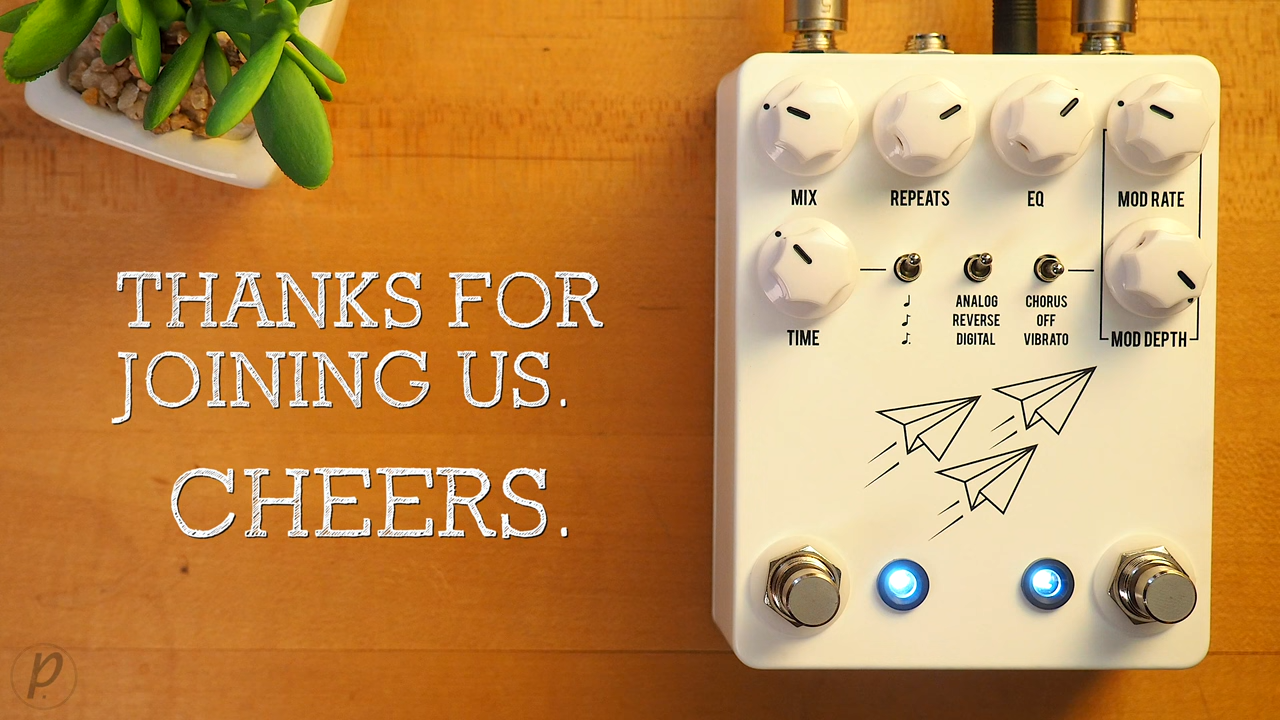 THANKS FOR
JOINING US.
CHEERS.
MIX
REPEATS
EQ
MOD RATE
TIME
ANALOG
REVERSE
DIGITAL
CHORUS
OFF
VIBRATO
MOD DEPTH
p.